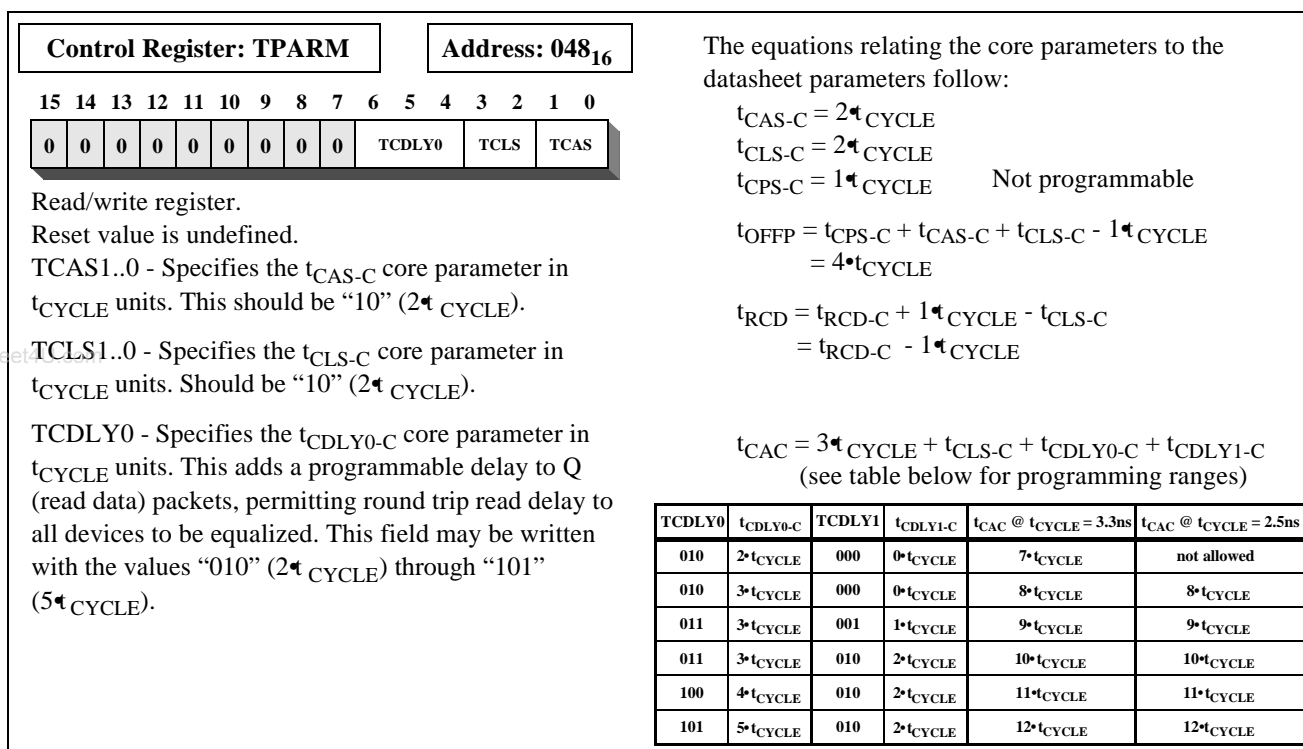 Control Register: TPARM
Address: 048₁₆
15 14 13 12 11 10 9 8 7 6 5 4 3 2 1 0
0 0 0 0 0 0 0 0 0 TCDLY0 TCLS TCAS
Read/write register.
Reset value is undefined.
TCAS1..0 - Specifies the tCAS-C core parameter in
tCYCLE units. This should be “10” (2•tCYCLE).
TCLS1..0 - Specifies the tCLS-C core parameter in
tCYCLE units. Should be “10” (2•tCYCLE).
eet4U.com
TCDLY0 - Specifies the tCDLY0-C core parameter in
tCYCLE units. This adds a programmable delay to Q
(read data) packets, permitting round trip read delay to
all devices to be equalized. This field may be written
with the values “010” (2•tCYCLE) through “101”
(5•tCYCLE).
The equations relating the core parameters to the
datasheet parameters follow:
tCAS-C = 2•tCYCLE
tCLS-C = 2•tCYCLE
tCPS-C = 1•tCYCLE Not programmable
tOFFP = tCPS-C + tCAS-C + tCLS-C - 1•tCYCLE
= 4•tCYCLE
tRCD = tRCD-C + 1•tCYCLE - tCLS-C
= tRCD-C - 1•tCYCLE
tCAC = 3•tCYCLE + tCLS-C + tCDLY0-C + tCDLY1-C
(see table below for programming ranges)
TCDLY0 tCDLY0-C TCDLY1 tCDLY1-C tCAC @ tCYCLE = 3.3ns tCAC @ tCYCLE = 2.5ns
010 2•tCYCLE 000 0•tCYCLE 7•tCYCLE not allowed
010 3•tCYCLE 000 0•tCYCLE 8•tCYCLE 8•tCYCLE
011 3•tCYCLE 001 1•tCYCLE 9•tCYCLE 9•tCYCLE
011 3•tCYCLE 010 2•tCYCLE 10•tCYCLE 10•tCYCLE
100 4•tCYCLE 010 2•tCYCLE 11•tCYCLE 11•tCYCLE
101 5•tCYCLE 010 2•tCYCLE 12•tCYCLE 12•tCYCLE